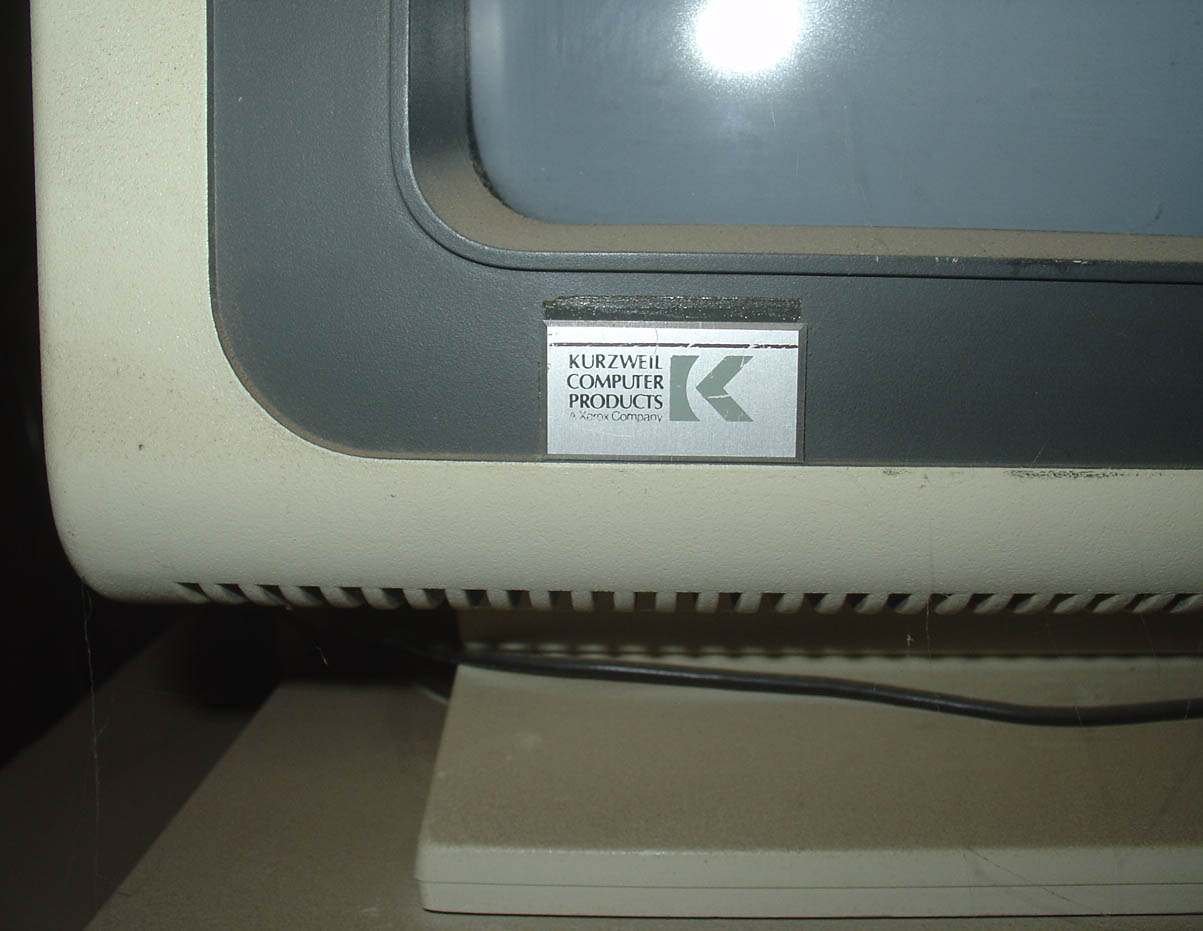 KURZWEIL
COMPUTER
PRODUCTS
A Xerox Company